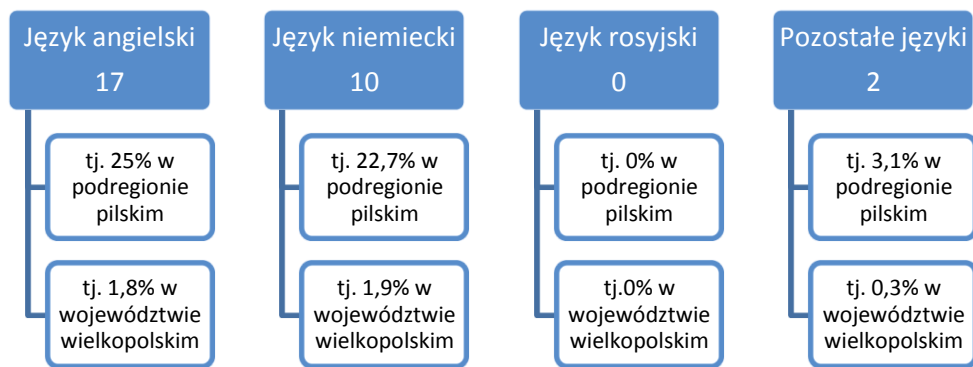 Język angielski
17
tj. 25% w
podregionie
pilskim
tj. 1,8% w
województwie
wielkopolskim
Język niemiecki
10
tj. 22,7% w
podregionie
pilskim
tj. 1,9% w
województwie
wielkopolskim
Język rosyjski
0
tj. 0% w
podregionie
pilskim
tj.0% w
województwie
wielkopolskim
Pozostałe języki
2
tj. 3,1% w
podregionie
pilskim
tj. 0,3% w
województwie
wielkopolskim